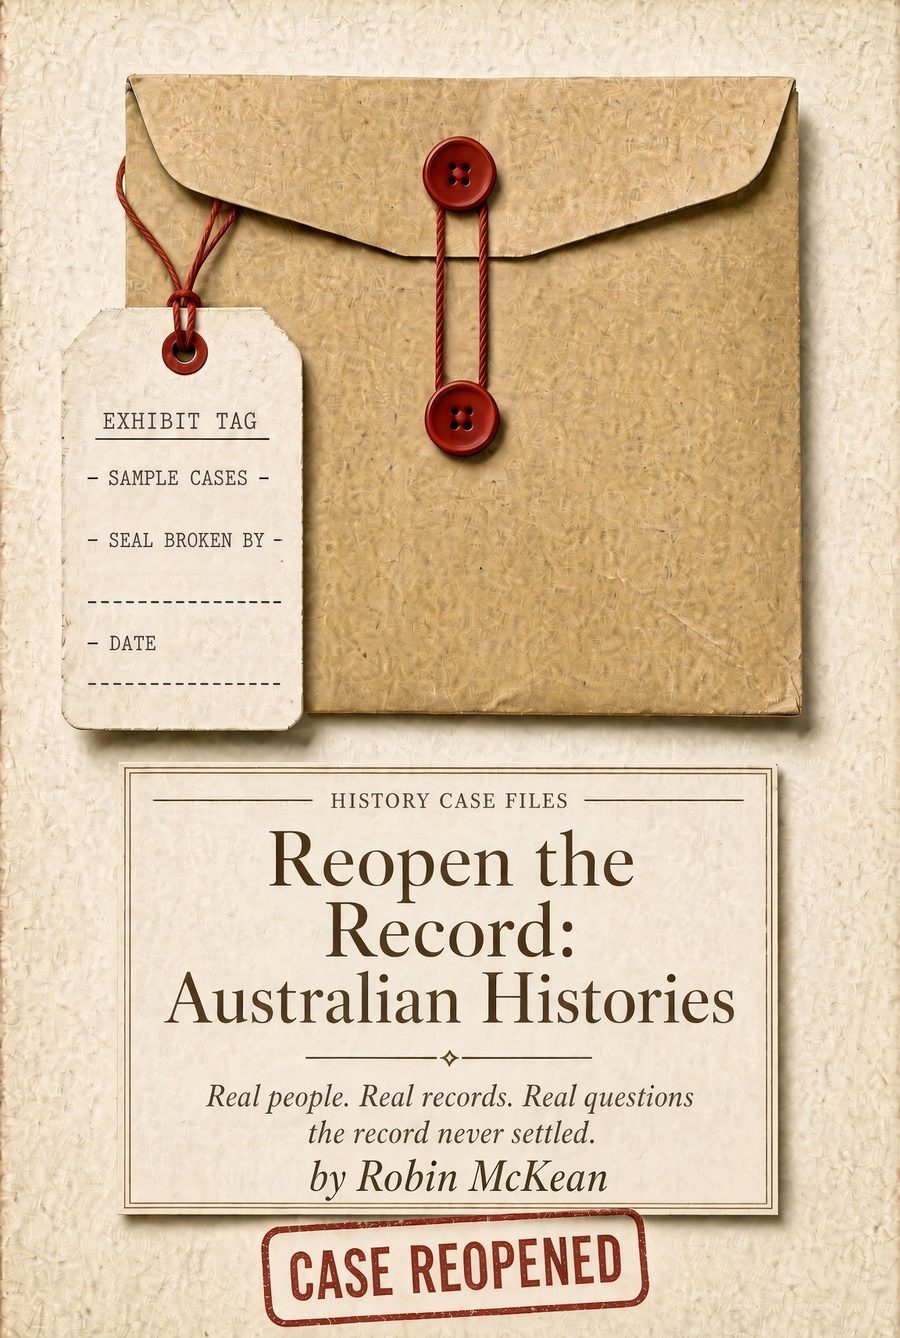 EXHIBIT TAG
- SAMPLE CASES -
- SEAL BROKEN BY -
- DATE
HISTORY CASE FILES
Reopen the
Record:
Australian Histories
Real people. Real records. Real questions
the record never settled.
by Robin McKean
CASE REOPENED